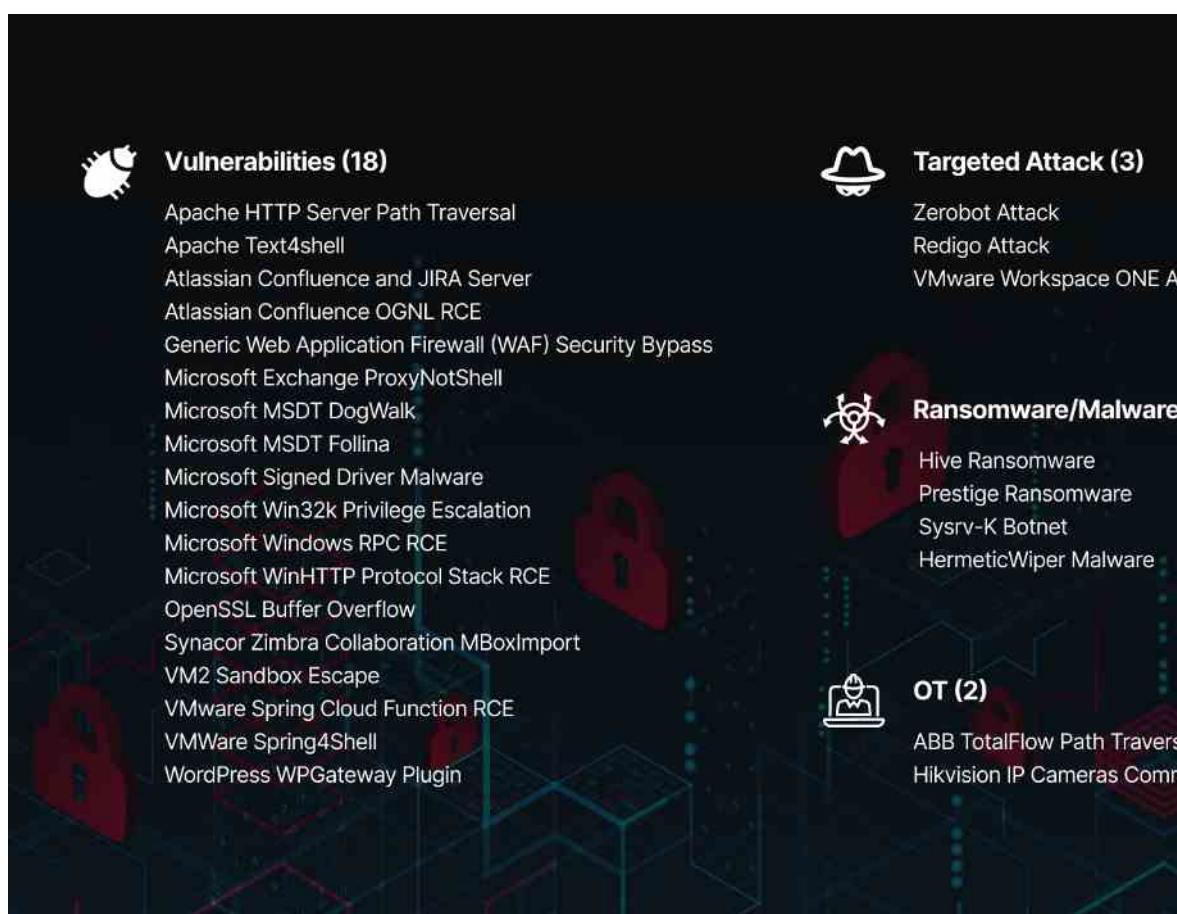 Vulnerabilities (18)
Apache HTTP Server Path Traversal
Apache Text4shell
Atlassian Confluence and JIRA Server
Atlassian Confluence OGNL RCE
Generic Web Application Firewall (WAF) Security Bypass
Microsoft Exchange ProxyNotShell
Microsoft MSDT DogWalk
Microsoft MSDT Follina
Microsoft Signed Driver Malware
Microsoft Win32k Privilege Escalation
Microsoft Windows RPC RCE
Microsoft WinHTTP Protocol Stack RCE
OpenSSL Buffer Overflow
Synacor Zimbra Collaboration MBoxImport
VM2 Sandbox Escape
VMware Spring Cloud Function RCE
VMWare Spring4Shell
WordPress WPGateway Plugin
Targeted Attack (3)
Zerobot Attack
Redigo Attack
VMware Workspace ONE A
Ransomware/Malware
Hive Ransomware
Prestige Ransomware
Sysrv-K Botnet
HermeticWiper Malware
OT (2)
ABB TotalFlow Path Travers
Hikvision IP Cameras Comm